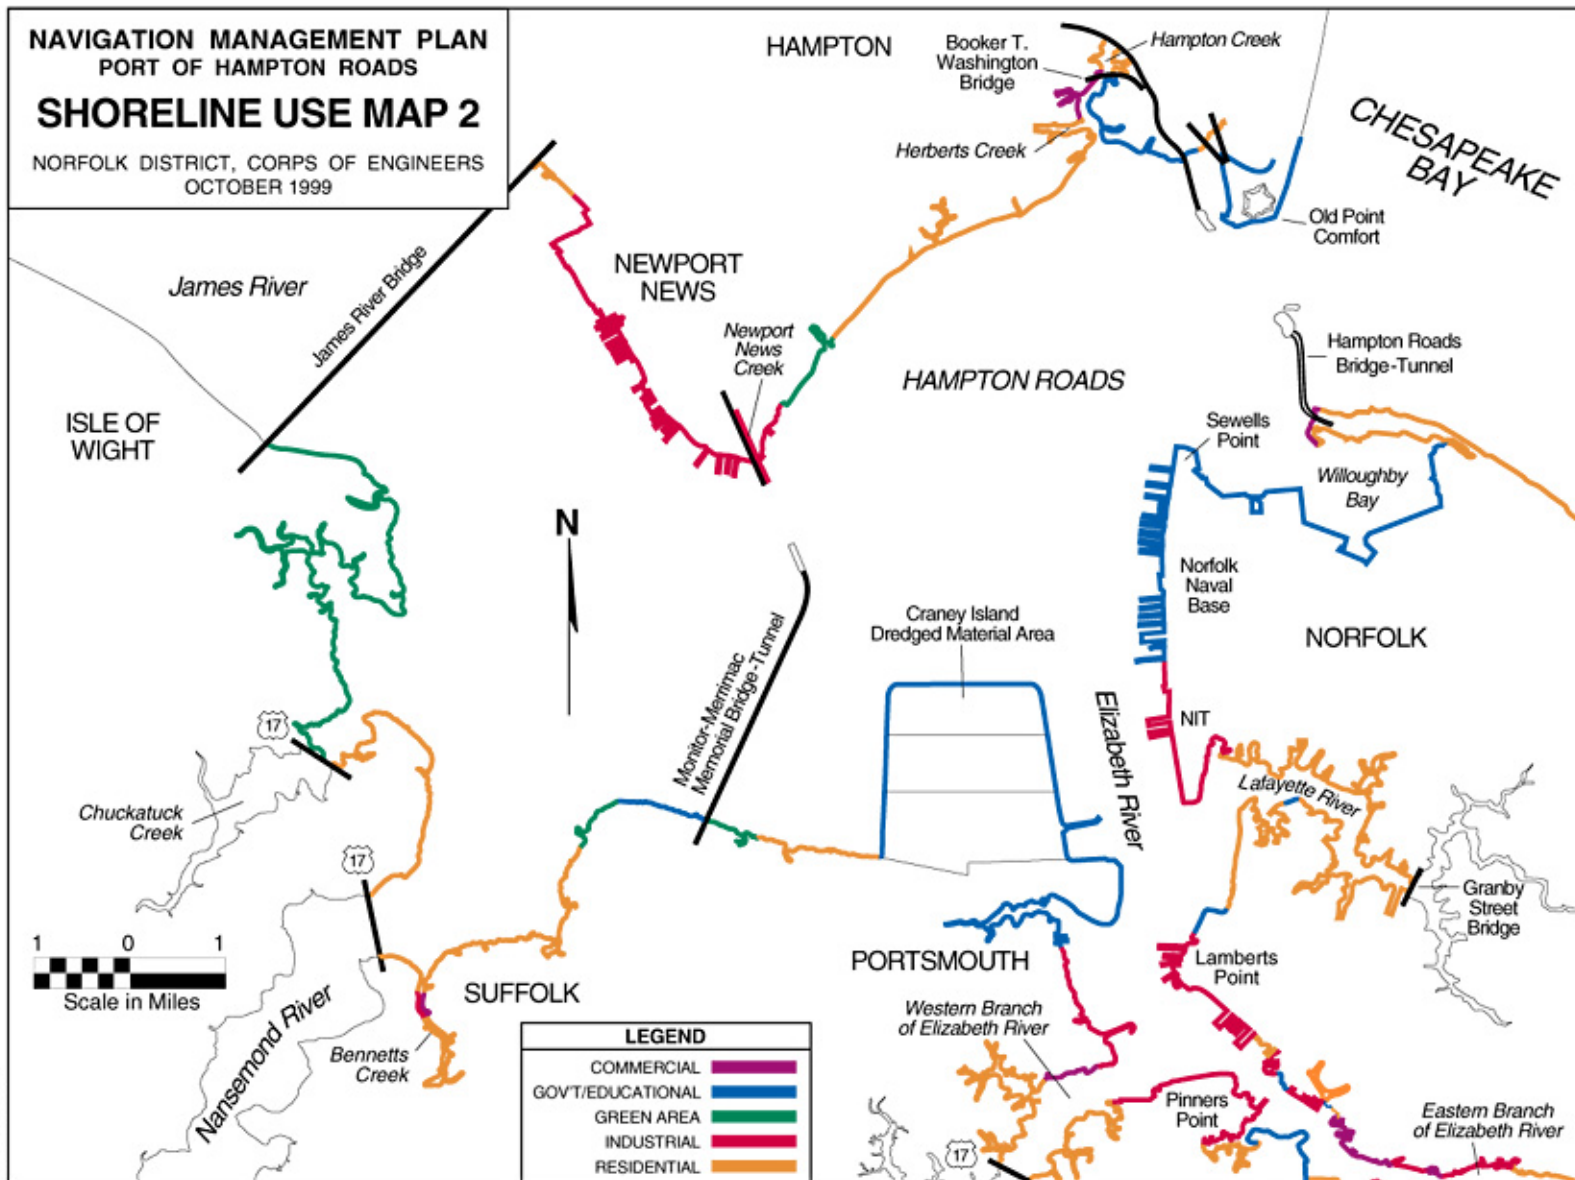 NAVIGATION MANAGEMENT PLAN
PORT OF HAMPTON ROADS
SHORELINE USE MAP 2
NORFOLK DISTRICT, CORPS OF ENGINEERS
OCTOBER 1999
HAMPTON
Booker T.
Washington
Bridge
Hampton Creek
Herberts Creek
CHESAPEAKE
BAY
Old Point
Comfort
James River
James River Bridge
NEWPORT
NEWS
Newport
News
Creek
HAMPTON ROADS
Hampton Roads
Bridge-Tunnel
ISLE OF
WIGHT
Sewells
Point
Willoughby
Bay
N
Norfolk
Naval
Base
NORFOLK
Craney Island
Dredged Material Area
Monitor-Merrimac
Memorial Bridge-Tunnel
Elizabeth River
NIT
Lafayette River
17
Chuckatuck
Creek
17
Granby
Street
Bridge
1 0 1
Scale in Miles
Nansemond River
SUFFOLK
Bennetts
Creek
PORTSMOUTH
Lamberts
Point
Western Branch
of Elizabeth River
Pinners
Point
Eastern Branch
of Elizabeth River
17
LEGEND
COMMERCIAL
GOV'T/EDUCATIONAL
GREEN AREA
INDUSTRIAL
RESIDENTIAL